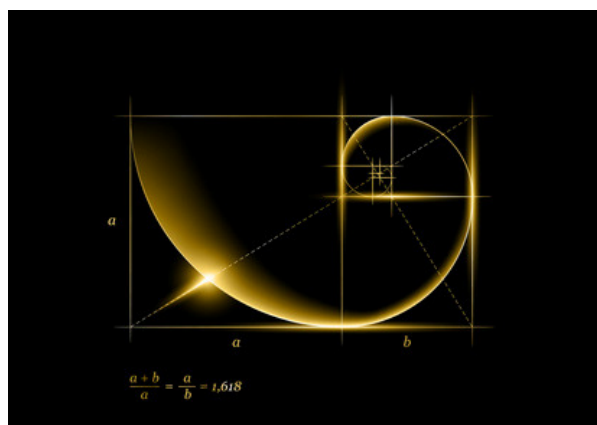 a
a b
a + b / a = a / b = 1,618